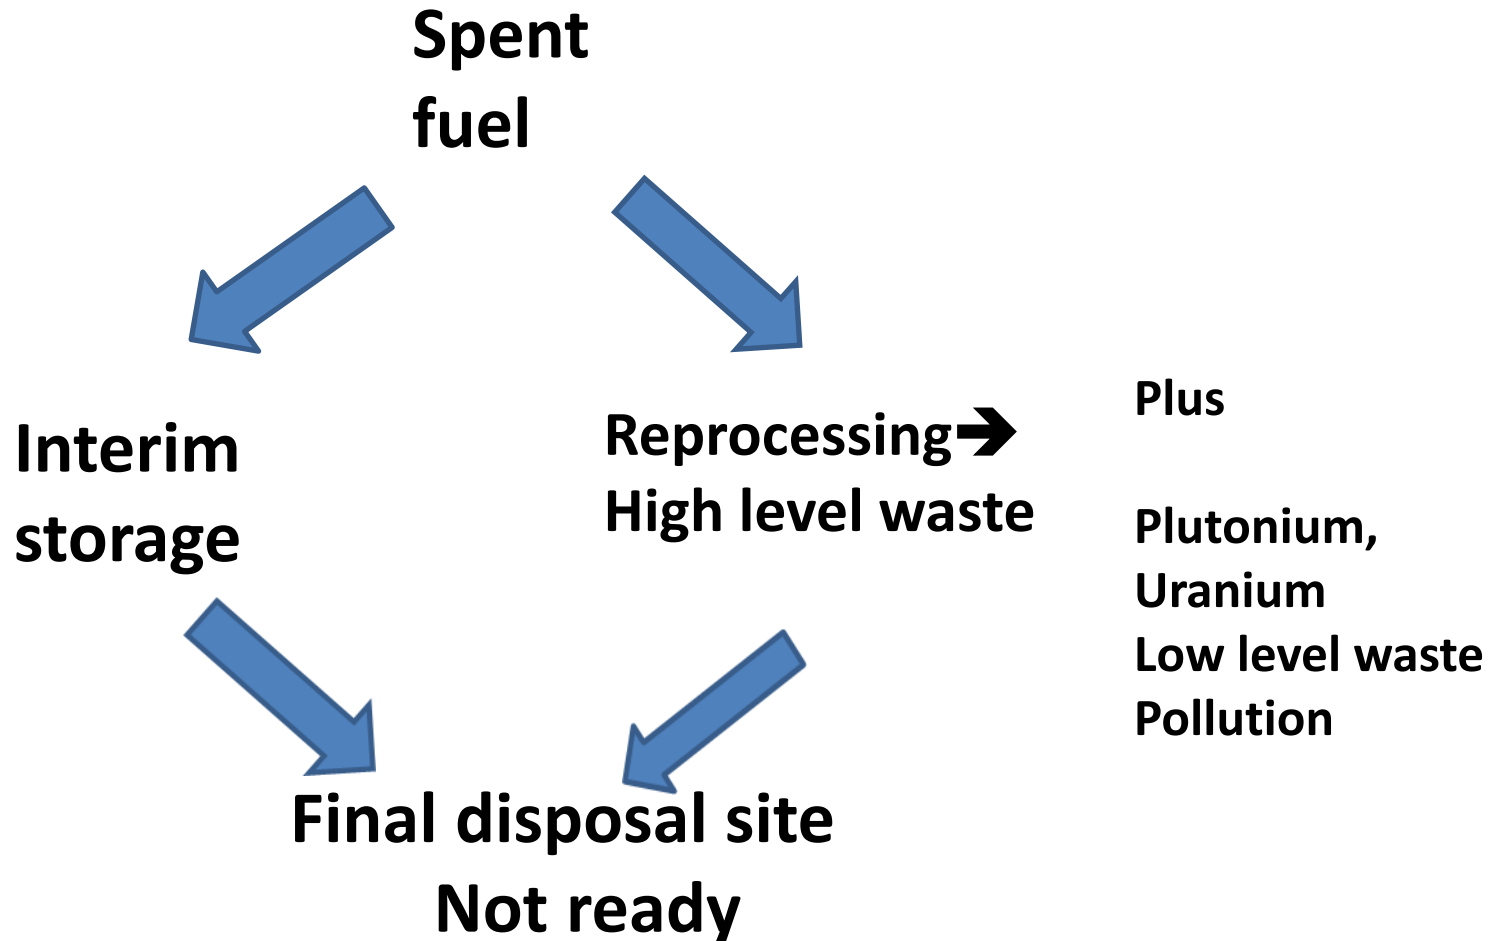 Spent
fuel
Interim
storage
Reprocessing➔
High level waste
Plus
Plutonium,
Uranium
Low level waste
Pollution
Final disposal site
Not ready